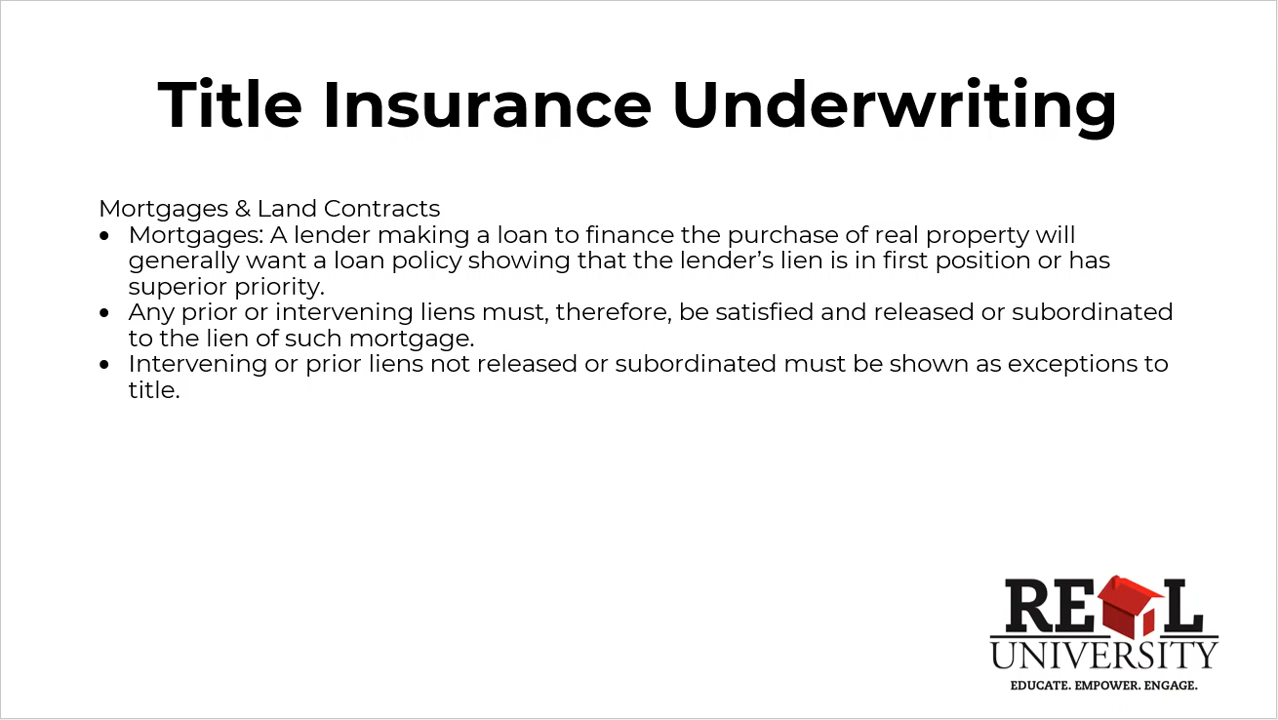 Title Insurance Underwriting
Mortgages & Land Contracts
• Mortgages: A lender making a loan to finance the purchase of real property will
generally want a loan policy showing that the lender’s lien is in first position or has
superior priority.
• Any prior or intervening liens must, therefore, be satisfied and released or subordinated
to the lien of such mortgage.
• Intervening or prior liens not released or subordinated must be shown as exceptions to
title.
RE L
UNIVERSITY
EDUCATE. EMPOWER. ENGAGE.